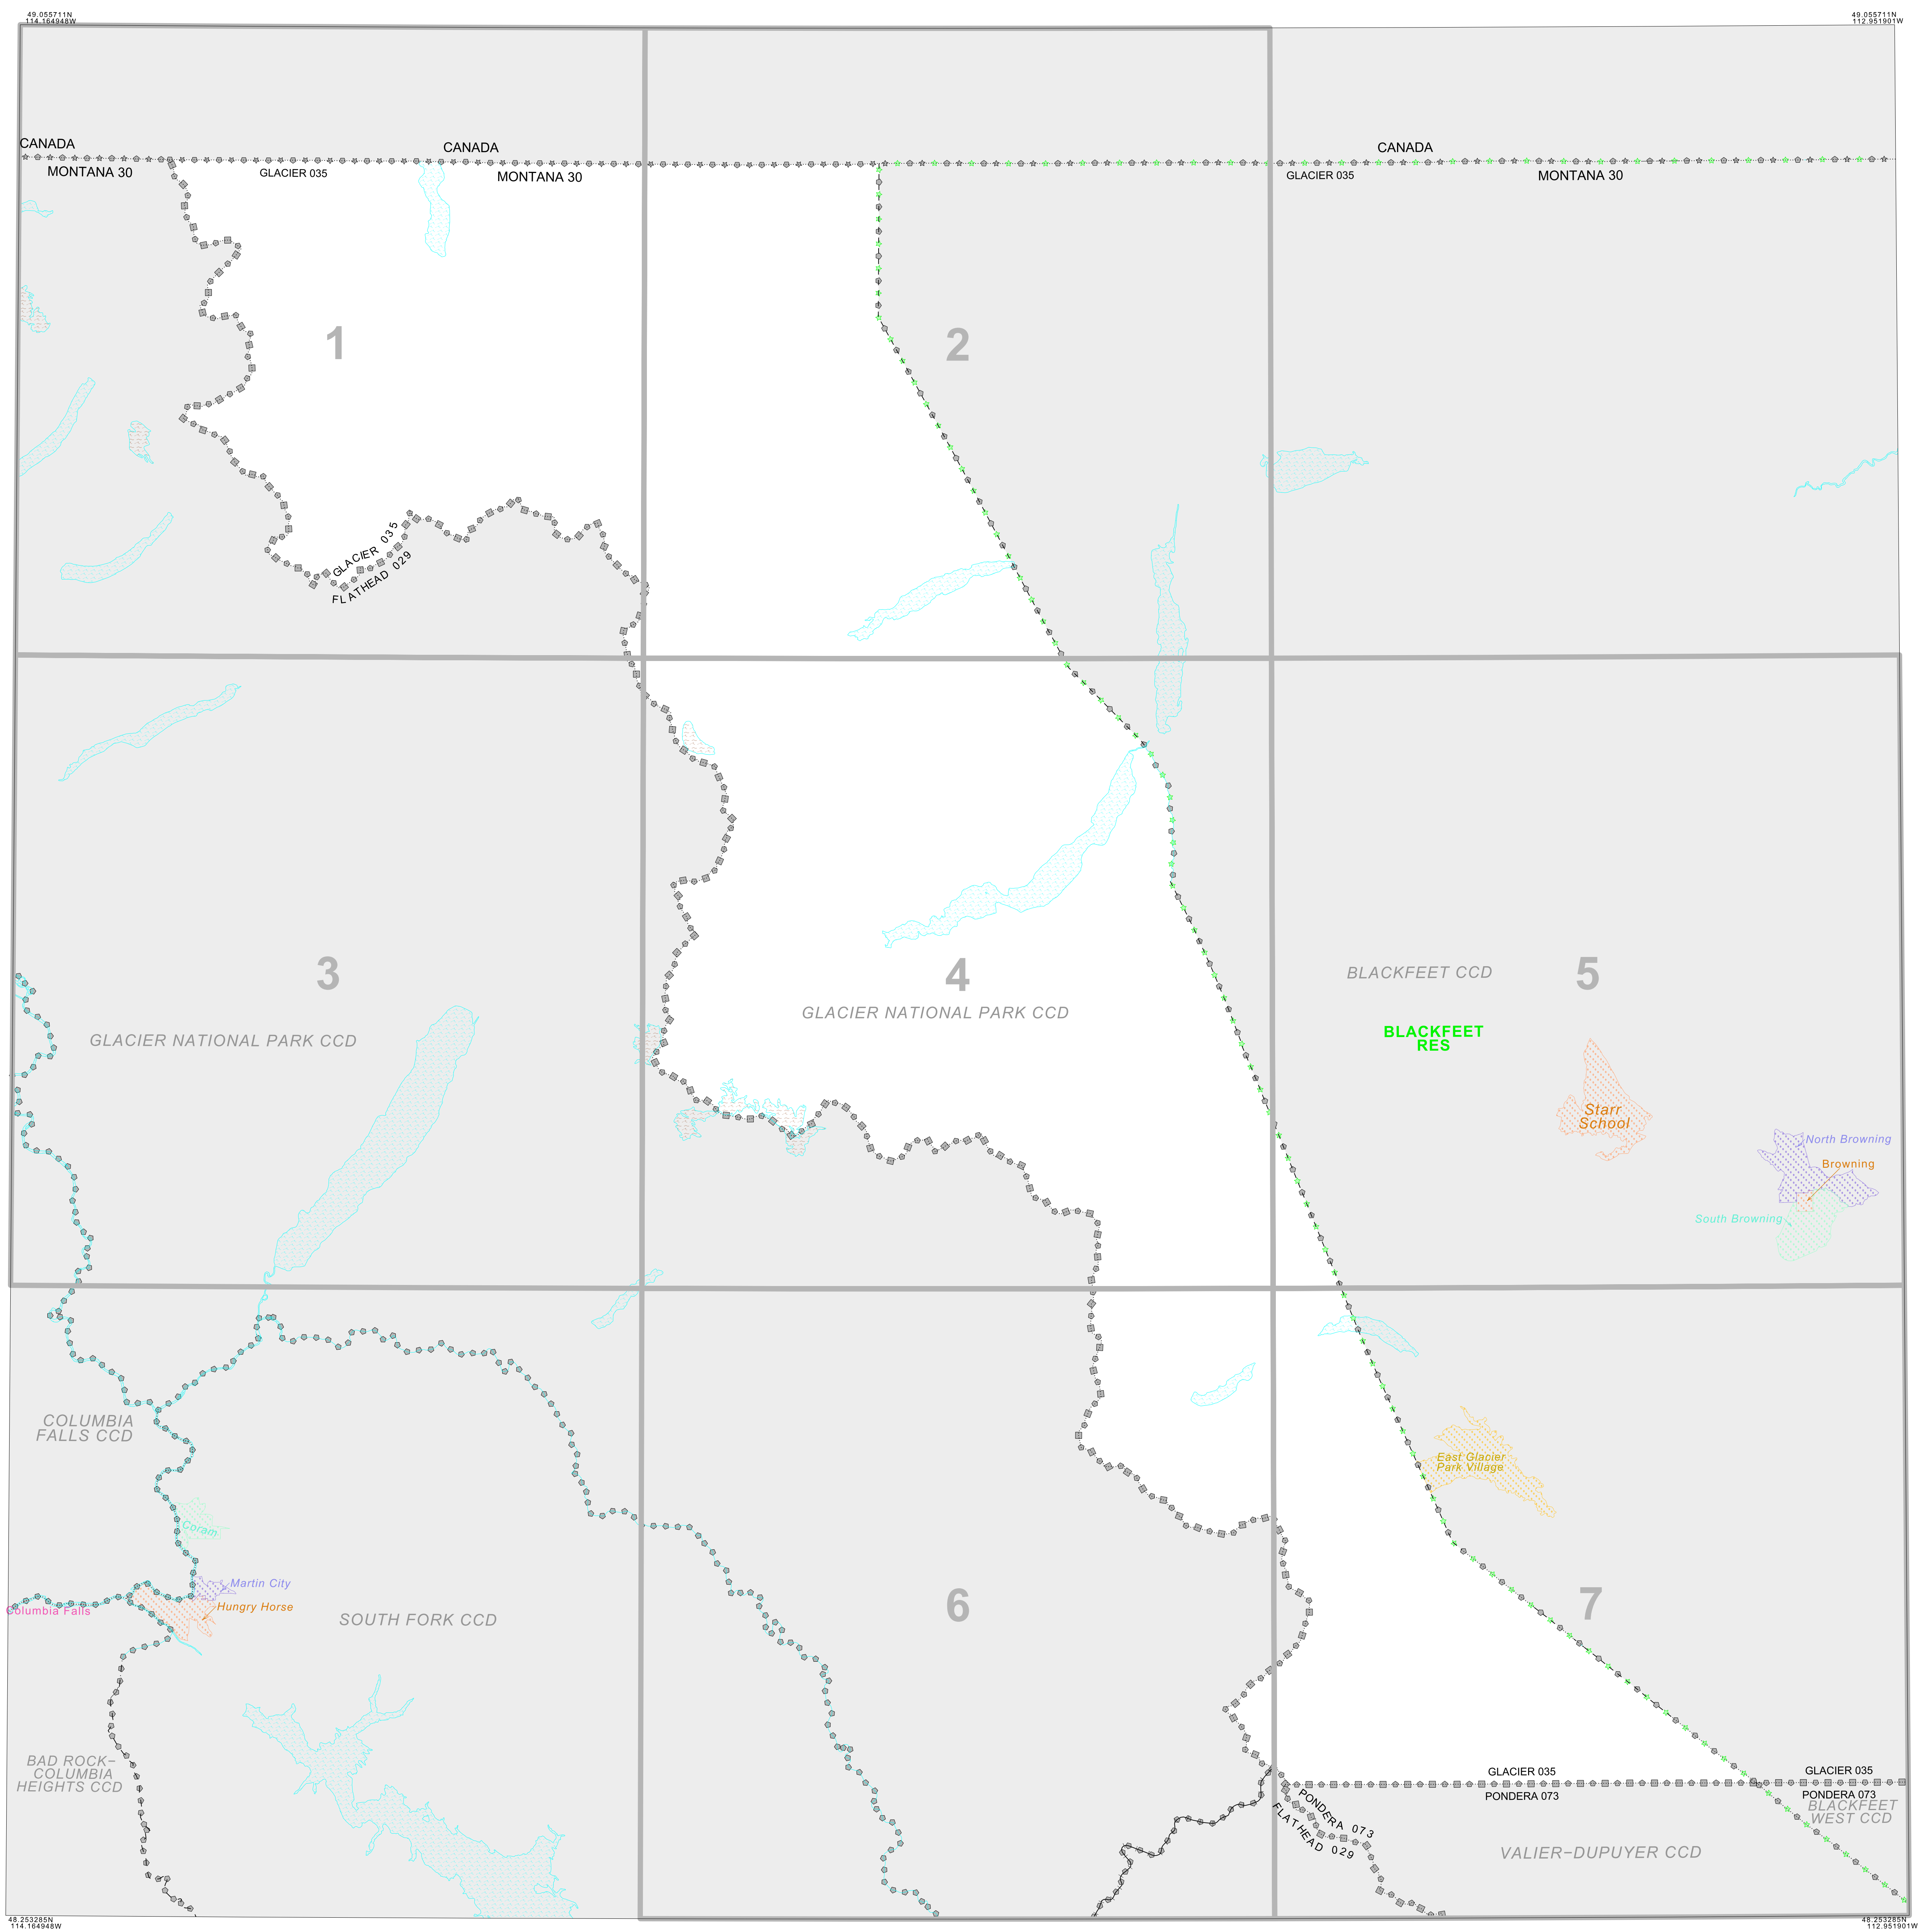 49.055711N
114.164948W
49.055711N
112.951901W
CANADA
CANADA
CANADA
MONTANA 30
GLACIER 035
MONTANA 30
GLACIER 035
MONTANA 30
1
2
GLACIER 035
FLATHEAD 029
3
4
5
BLACKFEET CCD
GLACIER NATIONAL PARK CCD
GLACIER NATIONAL PARK CCD
BLACKFEET
RES
Starr
School
North Browning
Browning
South Browning
COLUMBIA
FALLS CCD
East Glacier
Park Village
Coram
Martin City
Hungry Horse
Columbia Falls
SOUTH FORK CCD
6
7
BAD ROCK-
COLUMBIA
HEIGHTS CCD
GLACIER 035
PONDERA 073
GLACIER 035
PONDERA 073
BLACKFEET
WEST CCD
PONDERA 073
FLATHEAD 029
VALIER-DUPUYER CCD
48.253285N
114.164948W
48.253285N
112.951901W